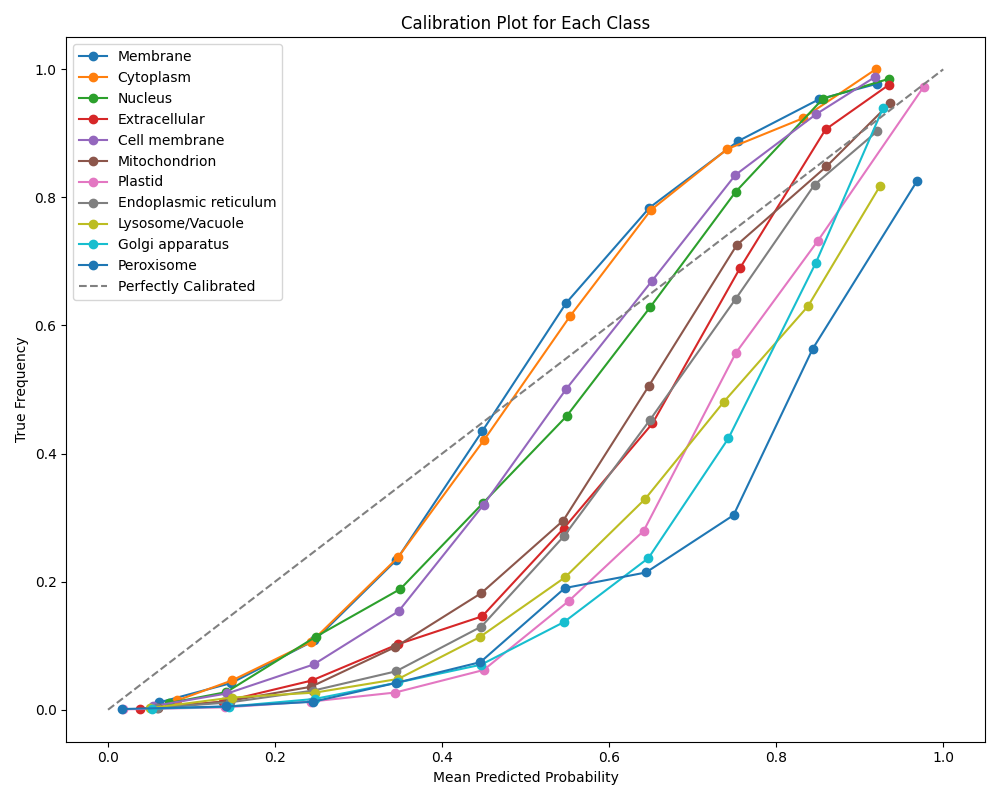 Calibration Plot for Each Class
Membrane
Cytoplasm
Nucleus
Extracellular
Cell membrane
Mitochondrion
Plastid
Endoplasmic reticulum
Lysosome/Vacuole
Golgi apparatus
Peroxisome
Perfectly Calibrated
True Frequency
1.0
0.8
0.6
0.4
0.2
0.0
0.0 0.2 0.4 0.6 0.8 1.0
Mean Predicted Probability